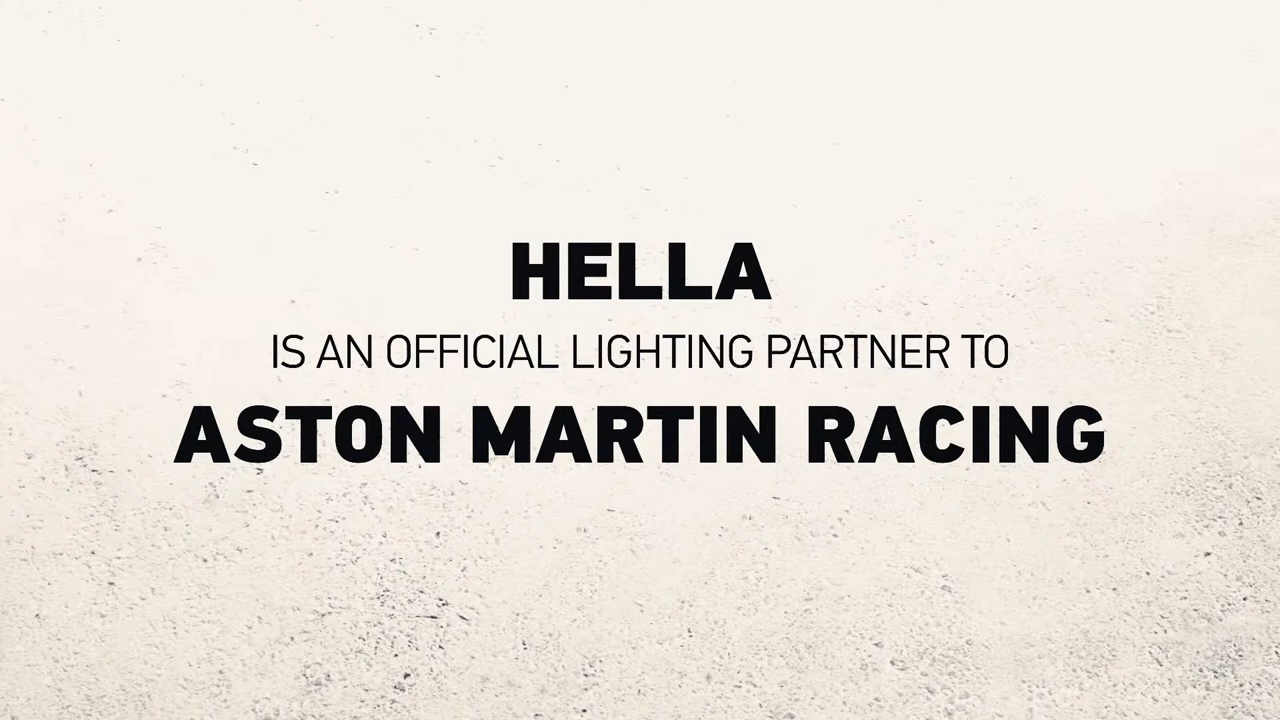 HELLA
IS AN OFFICIAL LIGHTING PARTNER TO
ASTON MARTIN RACING